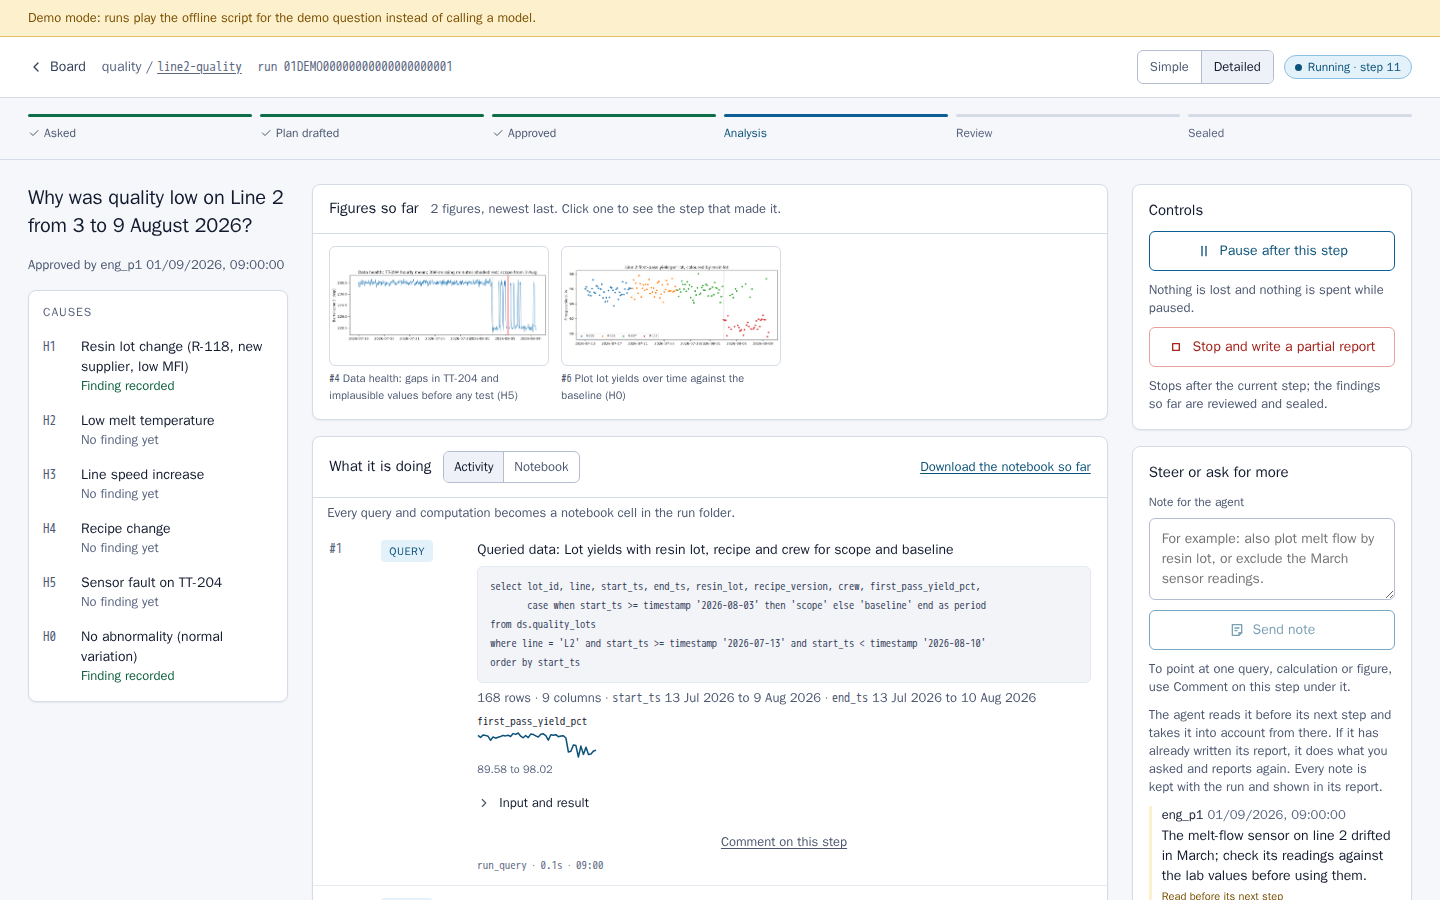 Demo mode: runs play the offline script for the demo question instead of calling a model.
Board quality / line2-quality run 01DEMO00000000000000000001
Simple Detailed Running · step 11
Asked
Plan drafted
Approved
Analysis
Review
Sealed
Why was quality low on Line 2
from 3 to 9 August 2026?
Approved by eng_p1 01/09/2026, 09:00:00
CAUSES
H1 Resin lot change (R-118, new
supplier, low MFI)
Finding recorded
H2 Low melt temperature
No finding yet
H3 Line speed increase
No finding yet
H4 Recipe change
No finding yet
H5 Sensor fault on TT-204
No finding yet
H0 No abnormality (normal
variation)
Finding recorded
Figures so far 2 figures, newest last. Click one to see the step that made it.
#4 Data health: gaps in TT-204 and
implausible values before any test (H5)
#6 Plot lot yields over time against the
baseline (H0)
What it is doing Activity Notebook Download the notebook so far
Every query and computation becomes a notebook cell in the run folder.
#1 QUERY Queried data: Lot yields with resin lot, recipe and crew for scope and baseline
select lot_id, line, start_ts, end_ts, resin_lot, recipe_version, crew, first_pass_yield_pct,
case when start_ts >= timestamp '2026-08-03' then 'scope' else 'baseline' end as period
from ds.quality_lots
where line = 'L2' and start_ts >= timestamp '2026-07-13' and start_ts < timestamp '2026-08-10'
order by start_ts
168 rows · 9 columns · start_ts 13 Jul 2026 to 9 Aug 2026 · end_ts 13 Jul 2026 to 10 Aug 2026
first_pass_yield_pct
89.58 to 98.02
Input and result
Comment on this step
run_query · 0.1s · 09:00
Controls
Pause after this step
Nothing is lost and nothing is spent while
paused.
Stop and write a partial report
Stops after the current step; the findings
so far are reviewed and sealed.
Steer or ask for more
Note for the agent
For example: also plot melt flow by
resin lot, or exclude the March
sensor readings.
Send note
To point at one query, calculation or figure,
use Comment on this step under it.
The agent reads it before its next step and
takes it into account from there. If it has
already written its report, it does what you
asked and reports again. Every note is
kept with the run and shown in its report.
eng_p1 01/09/2026, 09:00:00
The melt-flow sensor on line 2 drifted
in March; check its readings against
the lab values before using them.
Read before its next step